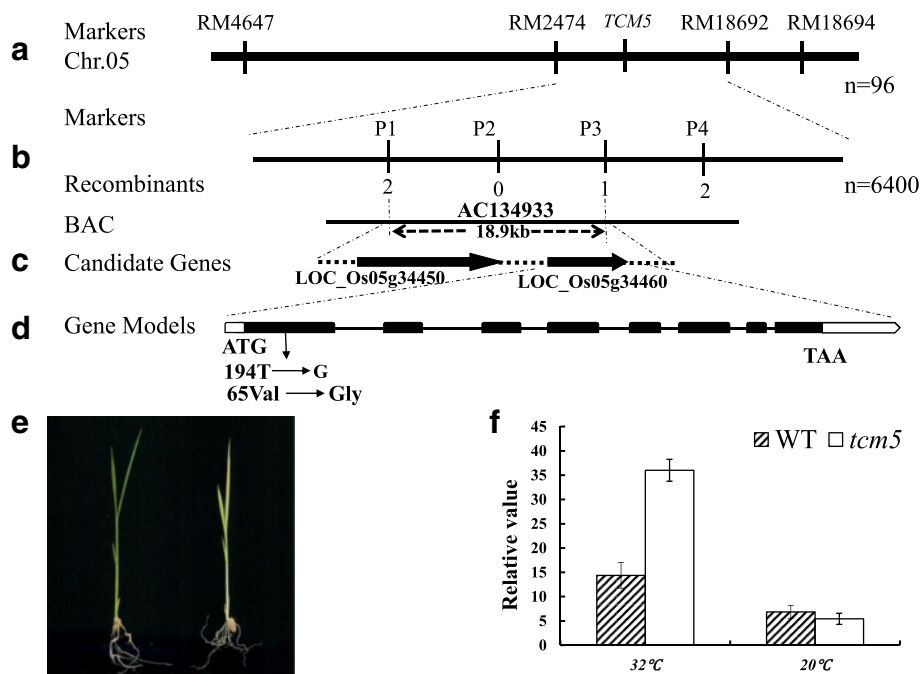 a Markers RM4647 RM2474 TCM5 RM18692 RM18694
Chr.05
n=96
Markers P1 P2 P3 P4
b
Recombinants 2 0 1 2 n=6400
BAC AC134933
18.9kb
c Candidate Genes
LOC_Os05g34450 LOC_Os05g34460
d Gene Models
ATG TAA
194T G
65Val Gly
e
f
WT tcm5
Relative value
45
40
35
30
25
20
15
10
5
0
32℃ 20℃